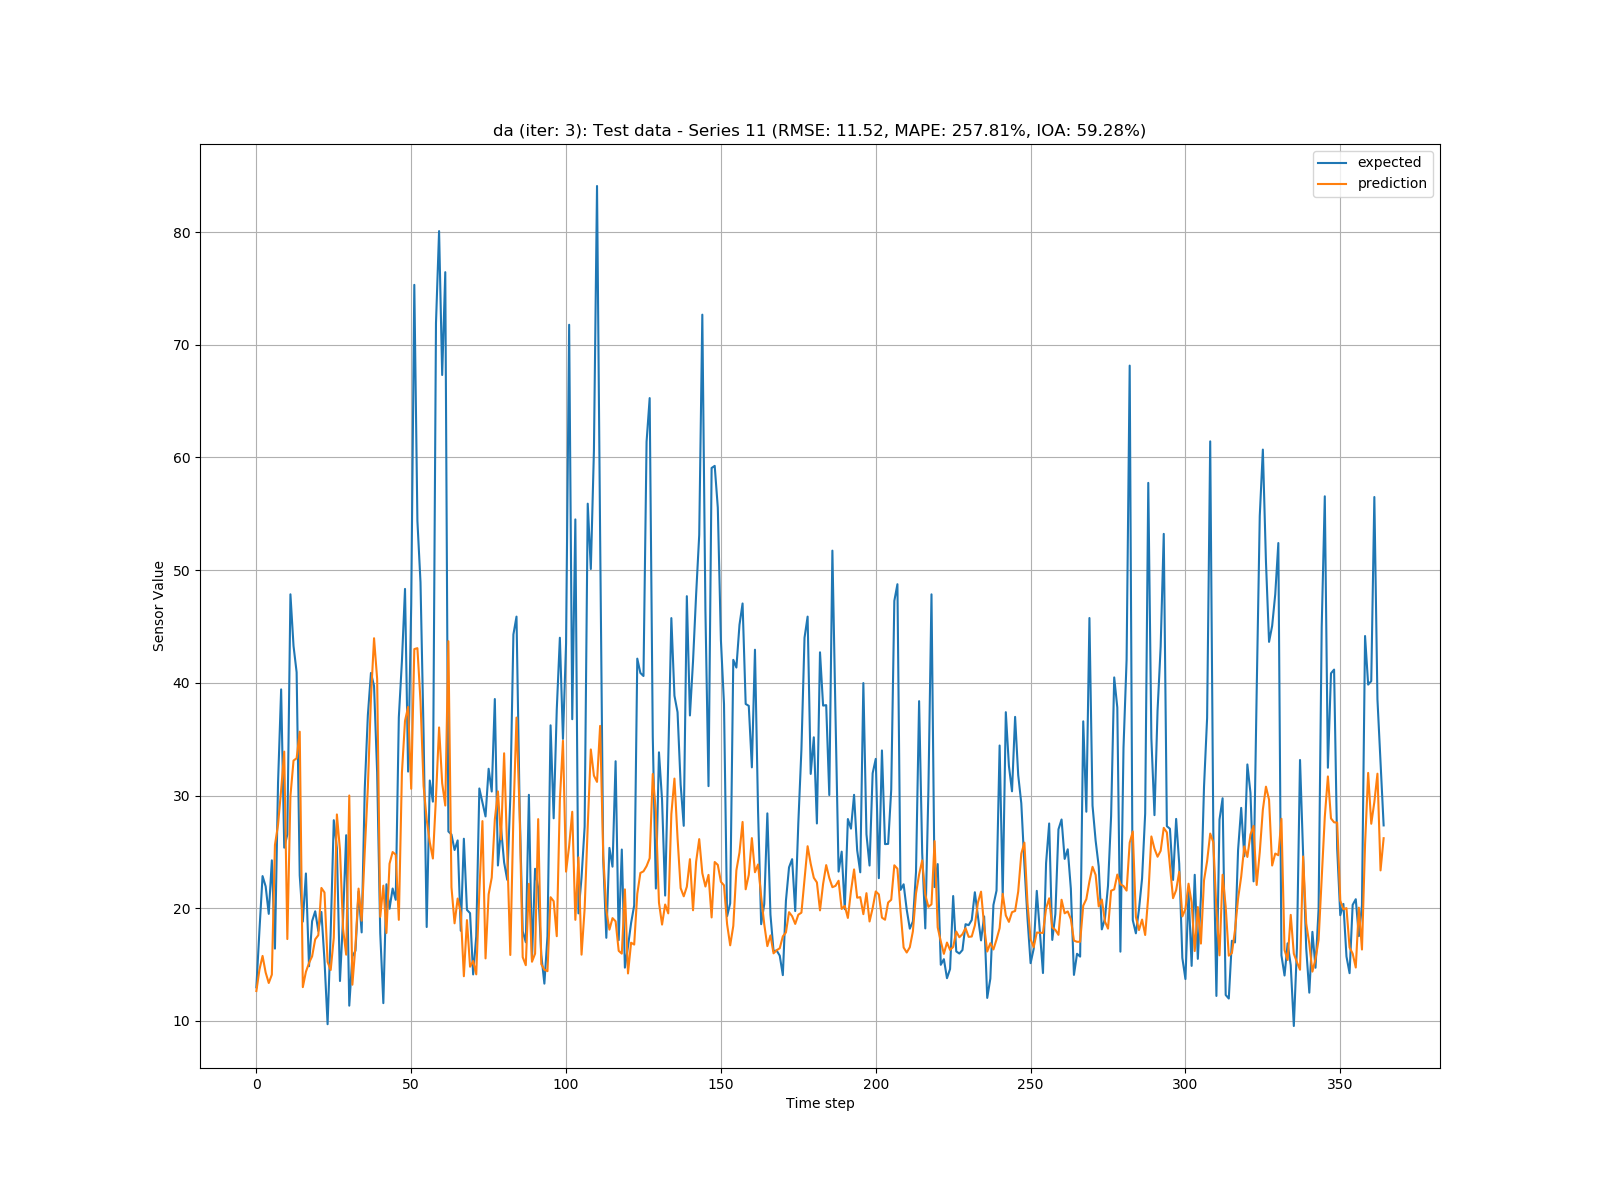 da (iter: 3): Test data - Series 11 (RMSE: 11.52, MAPE: 257.81%, IOA: 59.28%)
expected
prediction
80
70
60
50
40
30
20
10
Sensor Value
0 50 100 150 200 250 300 350
Time step